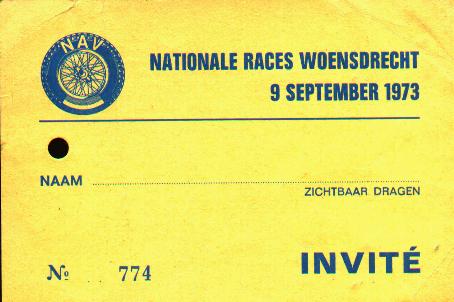 NAV
NATIONALE RACES WOENSDRECHT
9 SEPTEMBER 1973
NAAM
ZICHTBAAR DRAGEN
No 774
INVITÉ